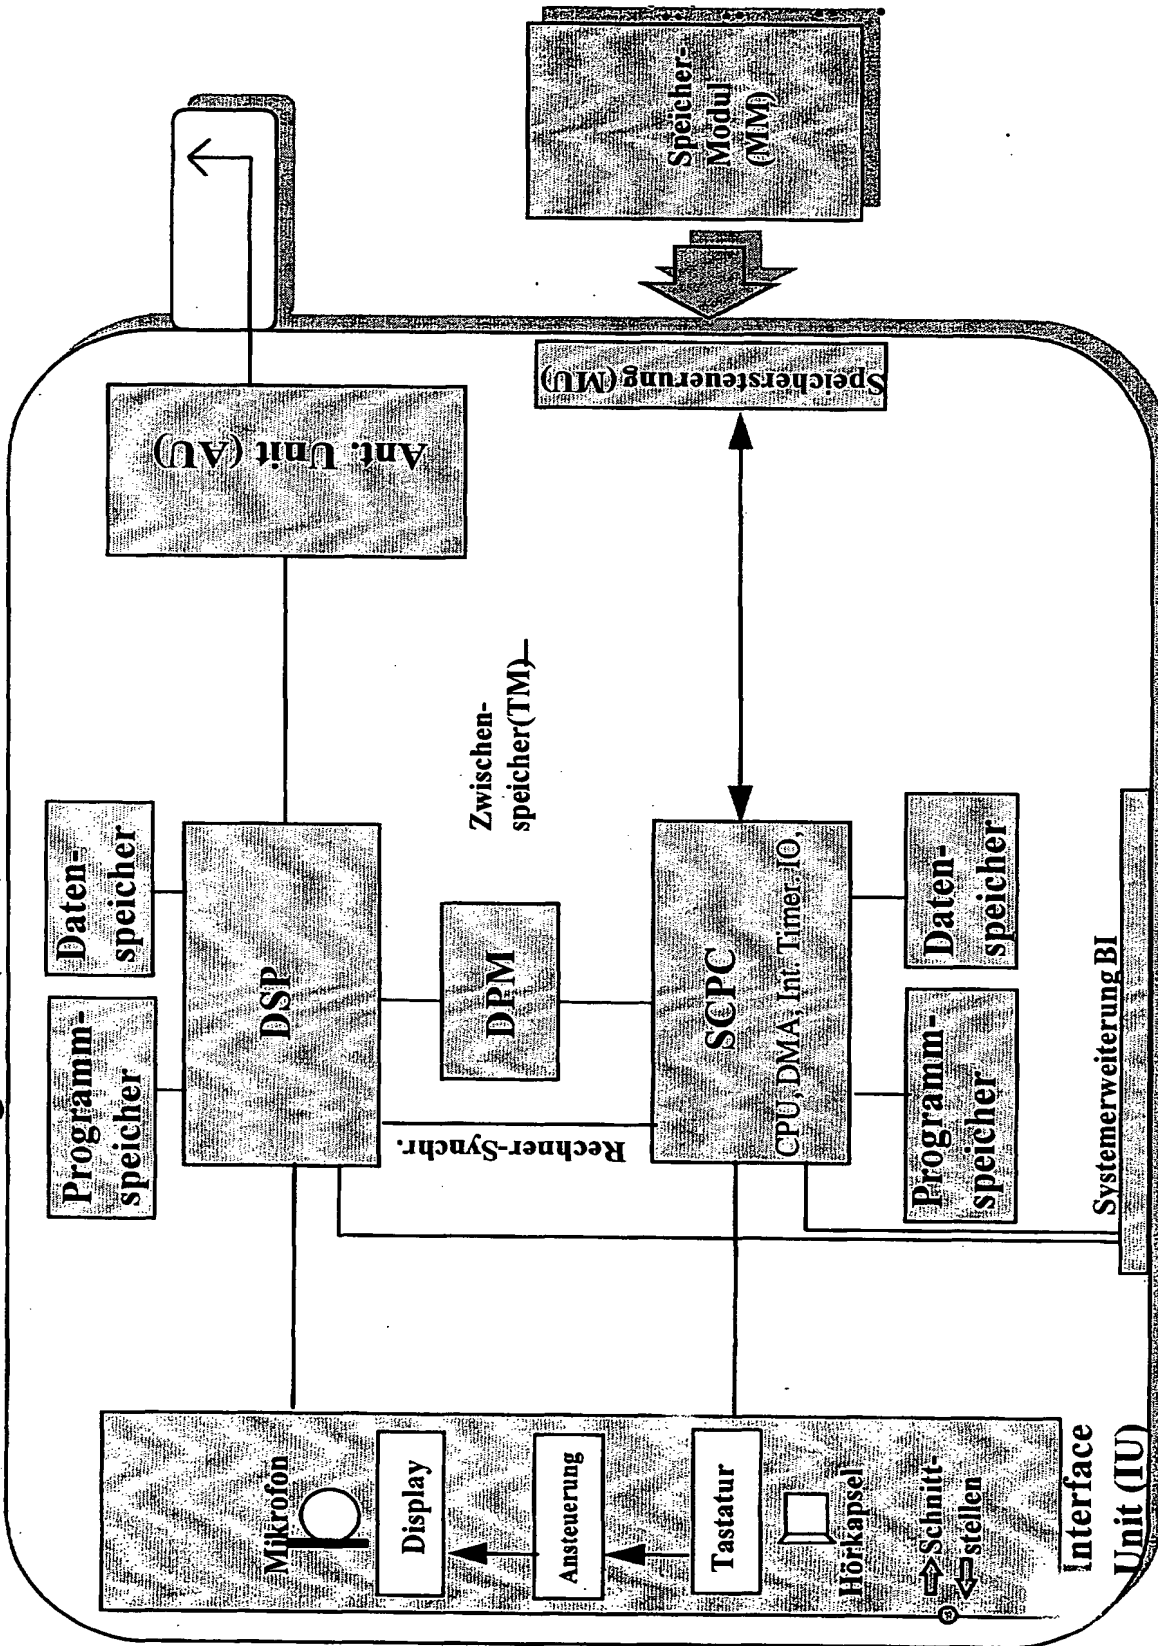 Mikrofon
Display
Ansteuerung
Tastatur
Hörkapsel
Schnitt-
stellen
Interface
Unit (IU)
Programm-
speicher
Daten-
speicher
DSP
Rechner-Synchr.
DPM
Zwischen-
speicher(TM)
SCPC
CPU, DMA, Int. Timer. IO,
Programm-
speicher
Daten-
speicher
Systemerweiterung BI
Ant. Unit (AU)
Speichersteuerung (MU)
Speicher-
Modul
(MM)